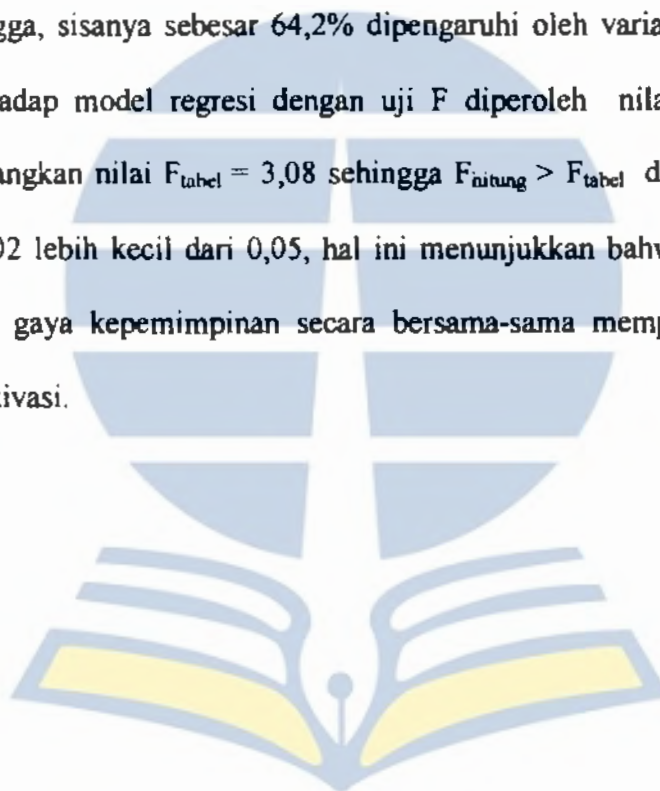 gga, sisanya sebesar 64,2% dipengaruhi oleh varia
adap model regresi dengan uji F diperoleh nila
angkan nilai Ftabel = 3,08 sehingga Fhitung > Ftabel d
02 lebih kecil dari 0,05, hal ini menunjukkan bahw
gaya kepemimpinan secara bersama-sama memp
tivasi.